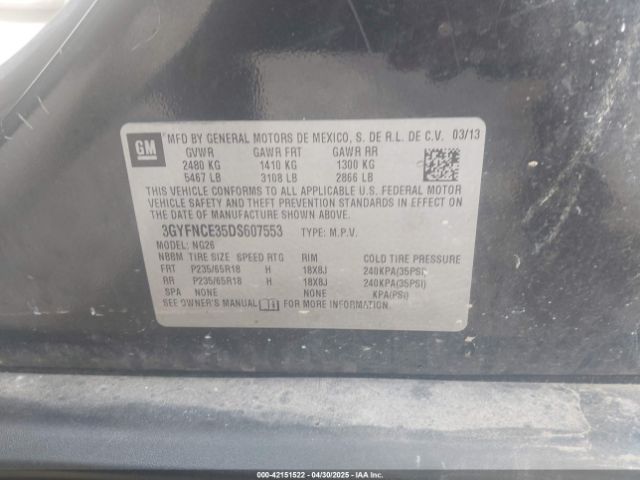 GM
MFD BY GENERAL MOTORS DE MEXICO, S. DE R.L. DE C.V. 03/13
GVWR GAWR FRT GAWR RR
2480 KG 1410 KG 1300 KG
5467 LB 3108 LB 2866 LB
THIS VEHICLE CONFORMS TO ALL APPLICABLE U.S. FEDERAL MOTOR
VEHICLE SAFETY AND THEFT PREVENTION STANDARDS IN EFFECT ON
THE DATE OF MANUFACTURE SHOWN ABOVE.
3GYFNCE35DS607553 TYPE: M.P.V.
MODEL: NG26
NBBM TIRE SIZE SPEED RTG RIM COLD TIRE PRESSURE
FRT P235/65R18 H 18X8J 240KPA(35PSI)
RR P235/65R18 H 18X8J 240KPA(35PSI)
SPA NONE NONE KPA(PSI)
SEE OWNER'S MANUAL FOR MORE INFORMATION.
000-42151522 - 04/30/2025 - IAAI.CA